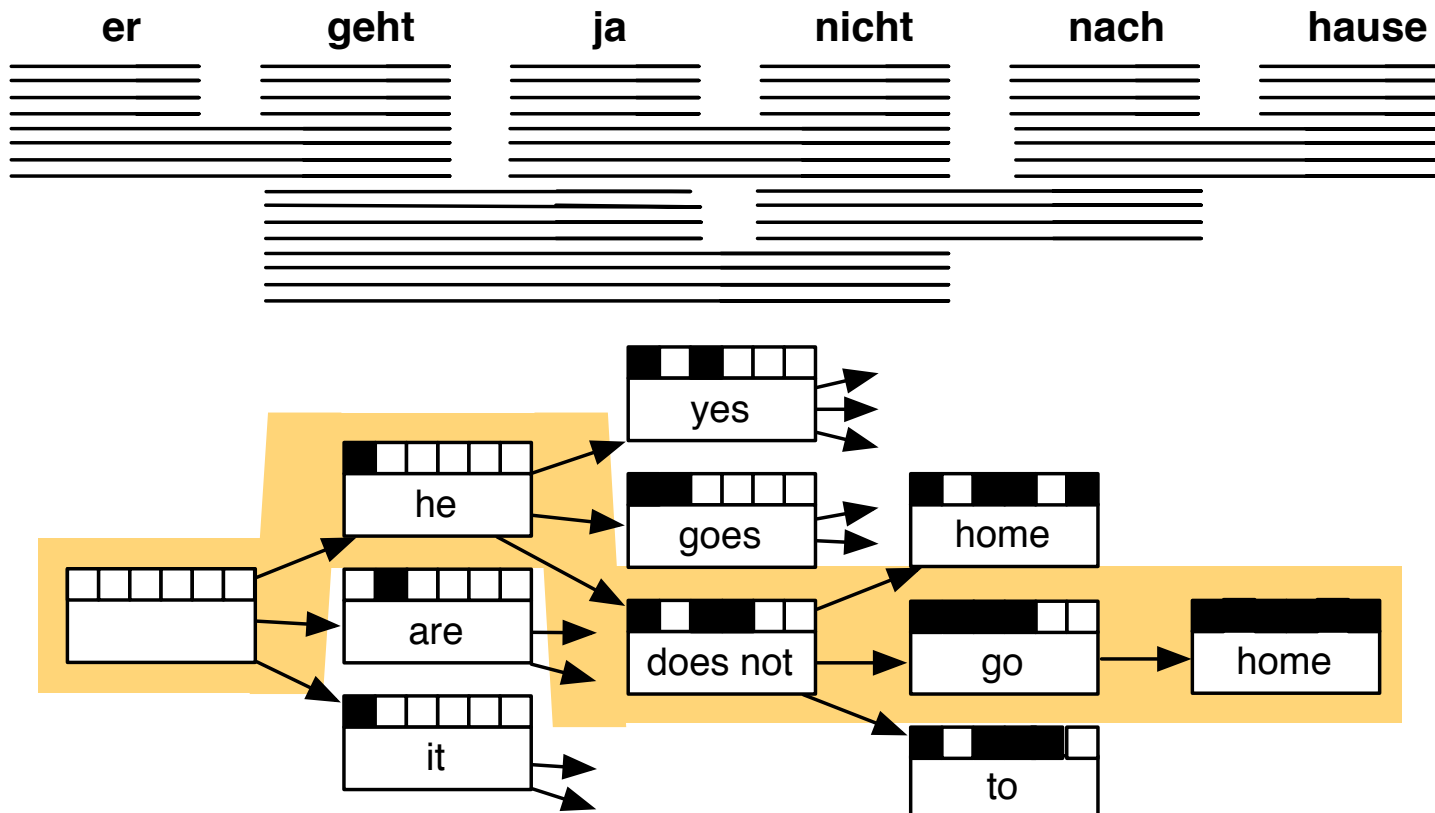 er geht ja nicht nach hause
yes
he
goes
home
are
does not
go
home
it
to